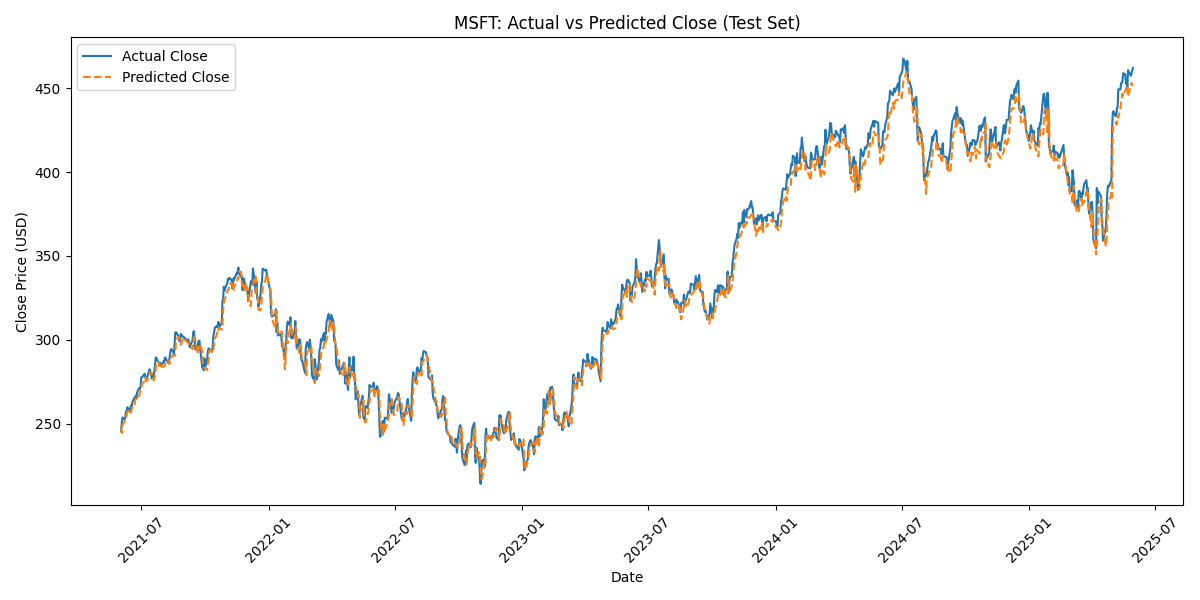 MSFT: Actual vs Predicted Close (Test Set)
Actual Close
Predicted Close
Close Price (USD)
450
400
350
300
250
2021-07
2022-01
2022-07
2023-01
2023-07
2024-01
2024-07
2025-01
2025-07
Date